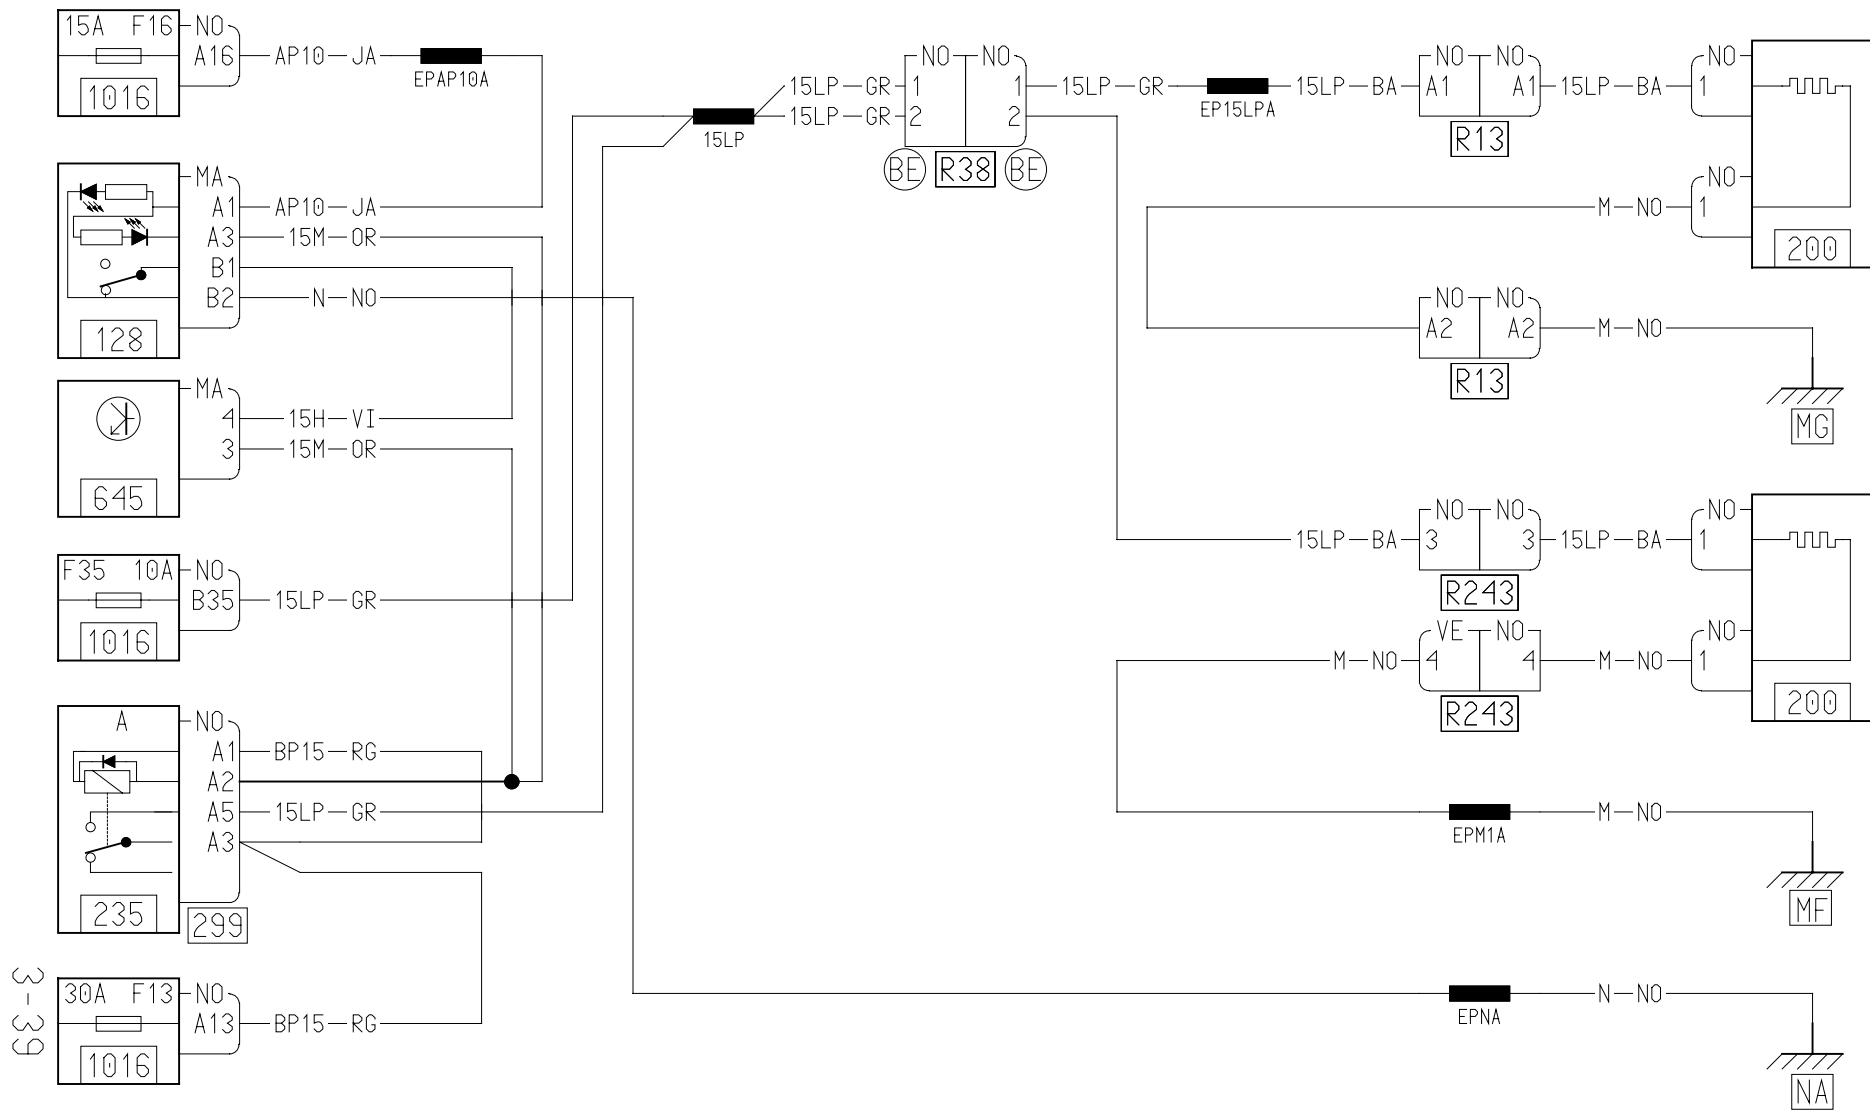 15A F16 NO
A16 AP10 JA
EPAP10A
1016
MA
A1 AP10 JA
A3 15M OR
B1
B2 N NO
128
MA
4 15H VI
3 15M OR
645
F35 10A NO
B35 15LP GR
1016
A NO
A1 BP15 RG
A2
A5 15LP GR
A3
235
299
30A F13 NO
A13 BP15 RG
1016
3-39
15LP
NO NO
15LP GR 1 1 15LP GR
15LP GR 2 2
BE R38 BE
EP15LPA
NO NO NO
15LP BA A1 A1 15LP BA 1
R13
NO
M NO 1
200
NO NO
A2 A2 M NO
R13
MG
NO NO NO
15LP BA 3 3 15LP BA 1
R243
VE NO NO
M NO 4 4 M NO 1
R243
200
M NO
EPM1A
MF
N NO
EPNA
NA